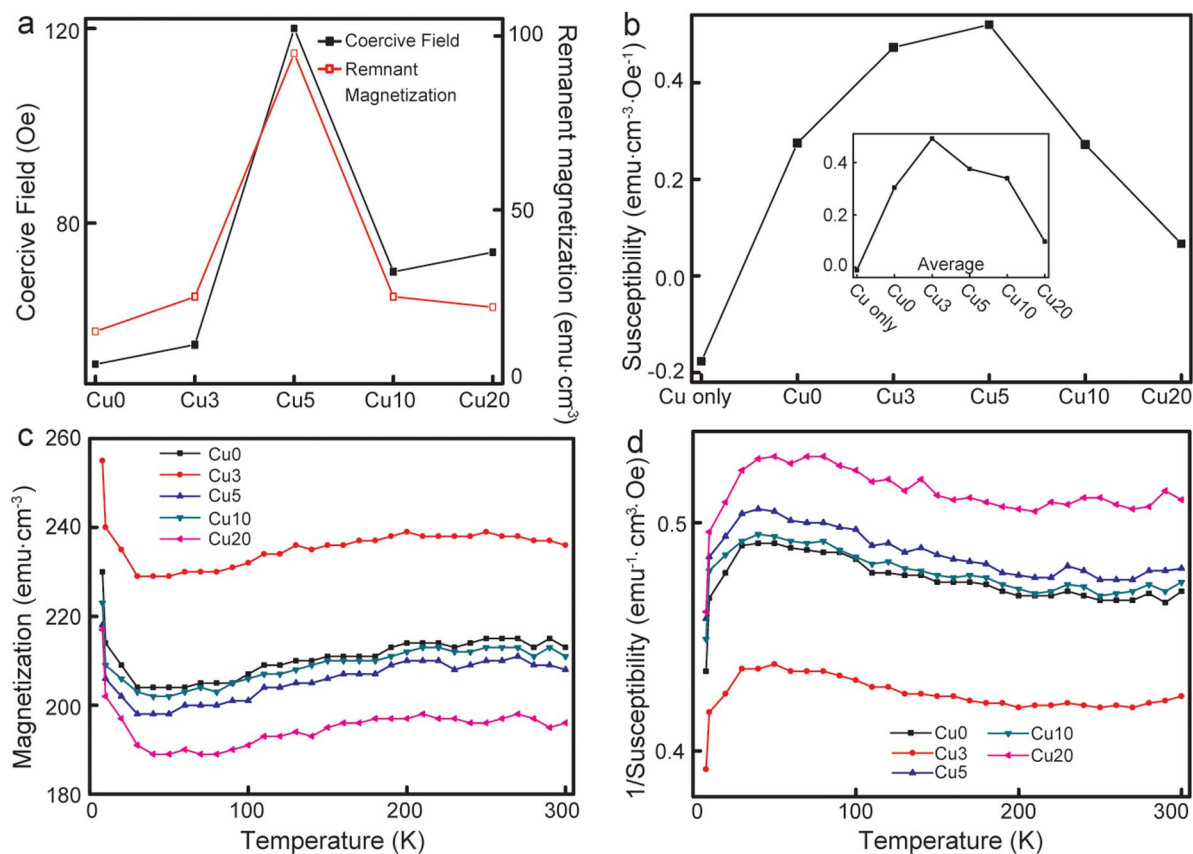 a
120
80
Coercive Field (Oe)
Coercive Field
Remnant
Magnetization
100
50
0
Remanent magnetization (emu·cm³)
Cu0 Cu3 Cu5 Cu10 Cu20
b
0.4
0.2
0.0
-0.2
Susceptibility (emu·cm⁻³·Oe⁻¹)
0.4
0.2
0.0
Average
Cu only Cu0 Cu3 Cu5 Cu10 Cu20
Cu only Cu0 Cu3 Cu5 Cu10 Cu20
c
260
240
220
200
180
Magnetization (emu·cm⁻³)
Cu0
Cu3
Cu5
Cu10
Cu20
0 100 200 300
Temperature (K)
d
0.5
0.4
1/Susceptibility (emu⁻¹· cm³· Oe)
Cu0 Cu10
Cu3 Cu20
Cu5
0 100 200 300
Temperature (K)